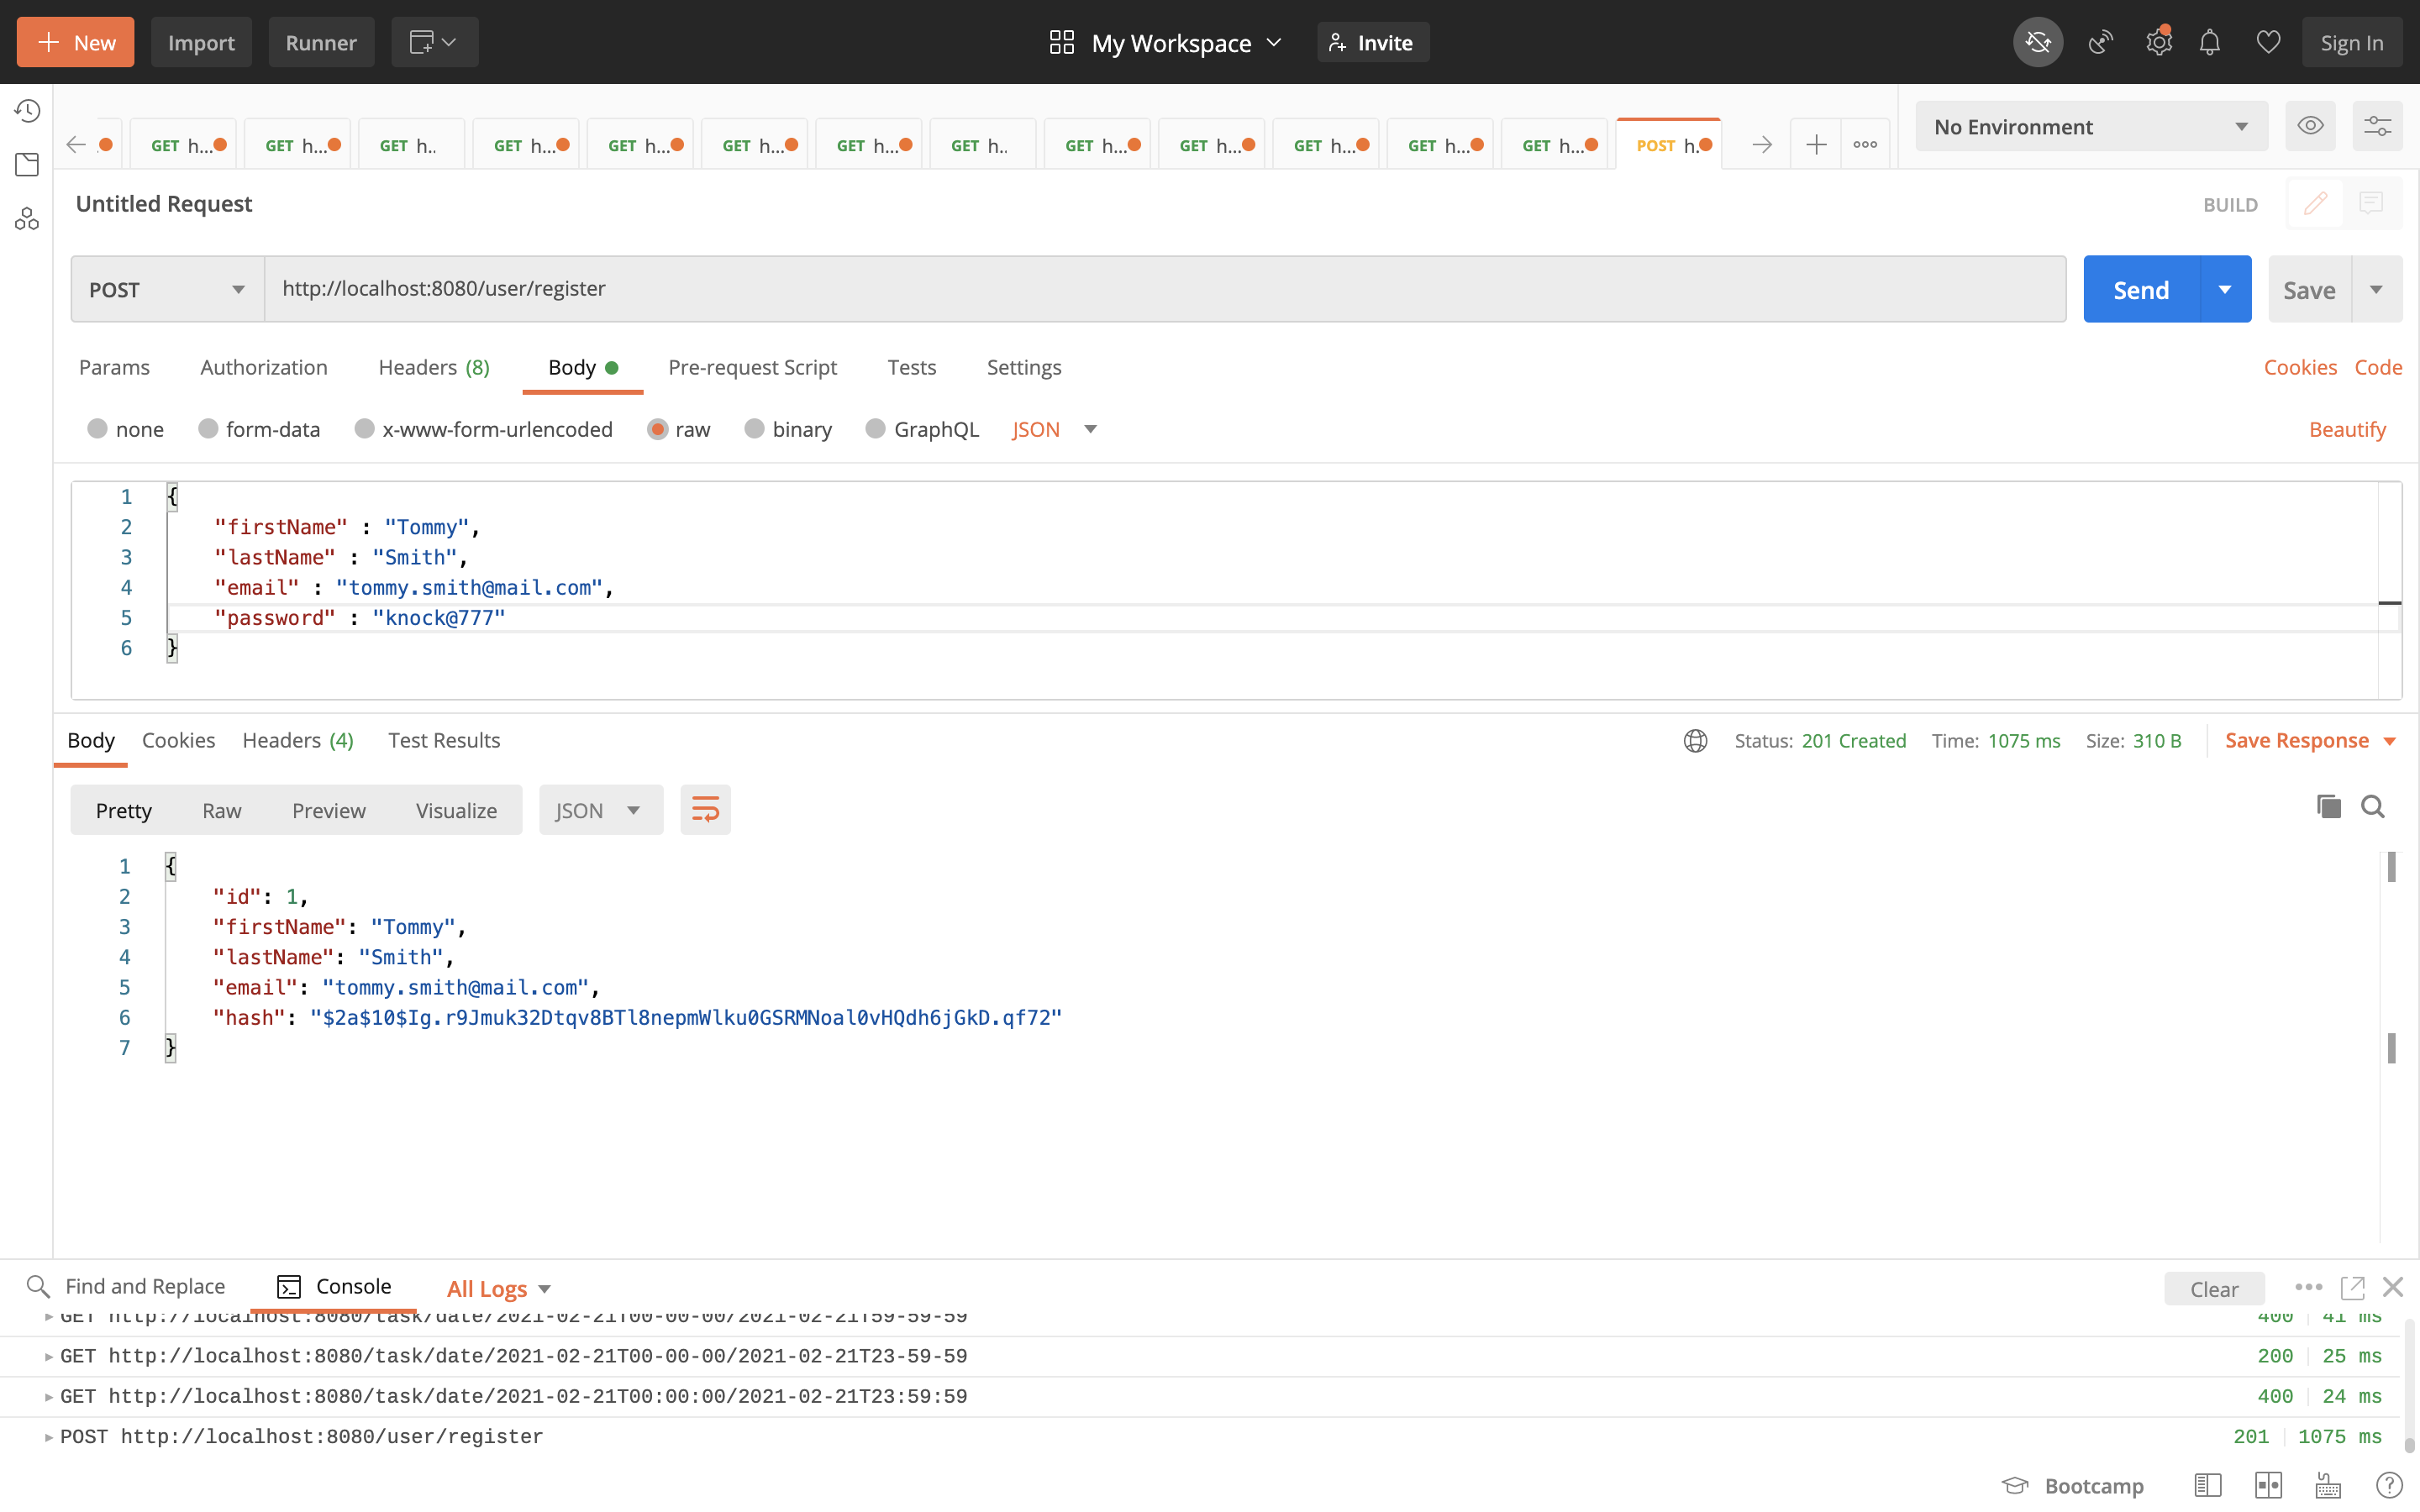 New
Import
Runner
My Workspace
Invite
Sign In
GET h...
GET h...
GET h..
GET h...
GET h...
GET h...
GET h...
GET h..
GET h...
GET h...
GET h...
GET h...
GET h...
POST h.
No Environment
Untitled Request
BUILD
POST
http://localhost:8080/user/register
Send
Save
Params
Authorization
Headers (8)
Body
Pre-request Script
Tests
Settings
Cookies
Code
none
form-data
x-www-form-urlencoded
raw
binary
GraphQL
JSON
Beautify
1 {
2 "firstName" : "Tommy",
3 "lastName" : "Smith",
4 "email" : "tommy.smith@mail.com",
5 "password" : "knock@777"
6 }
Body
Cookies
Headers (4)
Test Results
Status: 201 Created
Time: 1075 ms
Size: 310 B
Save Response
Pretty
Raw
Preview
Visualize
JSON
1 {
2 "id": 1,
3 "firstName": "Tommy",
4 "lastName": "Smith",
5 "email": "tommy.smith@mail.com",
6 "hash": "$2a$10$Ig.r9Jmuk32Dtqv8BTl8nepmWlku0GSRMNoal0vHQdh6jGkD.qf72"
7 }
Find and Replace
Console
All Logs
Clear
GET http://localhost:8080/task/date/2021-02-21T00-00-00/2021-02-21T59-59-59 400 41 ms
GET http://localhost:8080/task/date/2021-02-21T00-00-00/2021-02-21T23-59-59 200 25 ms
GET http://localhost:8080/task/date/2021-02-21T00:00:00/2021-02-21T23:59:59 400 24 ms
POST http://localhost:8080/user/register 201 1075 ms
Bootcamp